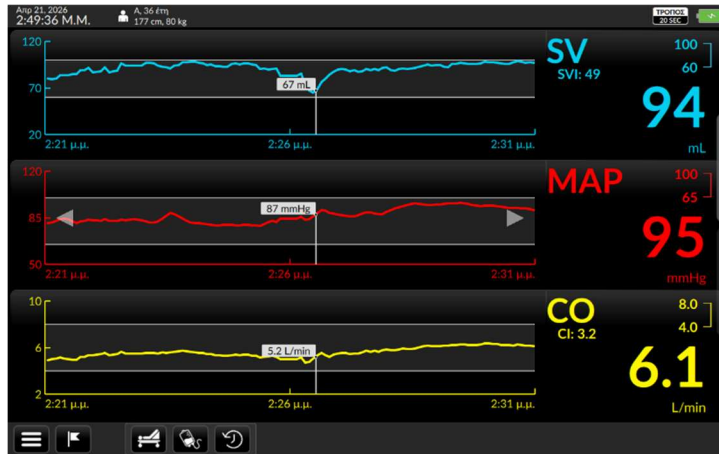 Απρ 21, 2026
2:49:36 Μ.Μ.
Α, 36 έτη
177 cm, 80 kg
ΤΡΟΠΟΣ
20 SEC
120
70
20
67 mL
2:21 μ.μ.
2:26 μ.μ.
2:31 μ.μ.
SV
SVI: 49
100
60
94
mL
120
85
50
87 mmHg
2:21 μ.μ.
2:26 μ.μ.
2:31 μ.μ.
MAP
100
65
95
mmHg
10
6
2
5.2 L/min
2:21 μ.μ.
2:26 μ.μ.
2:31 μ.μ.
CO
CI: 3.2
8.0
4.0
6.1
L/min